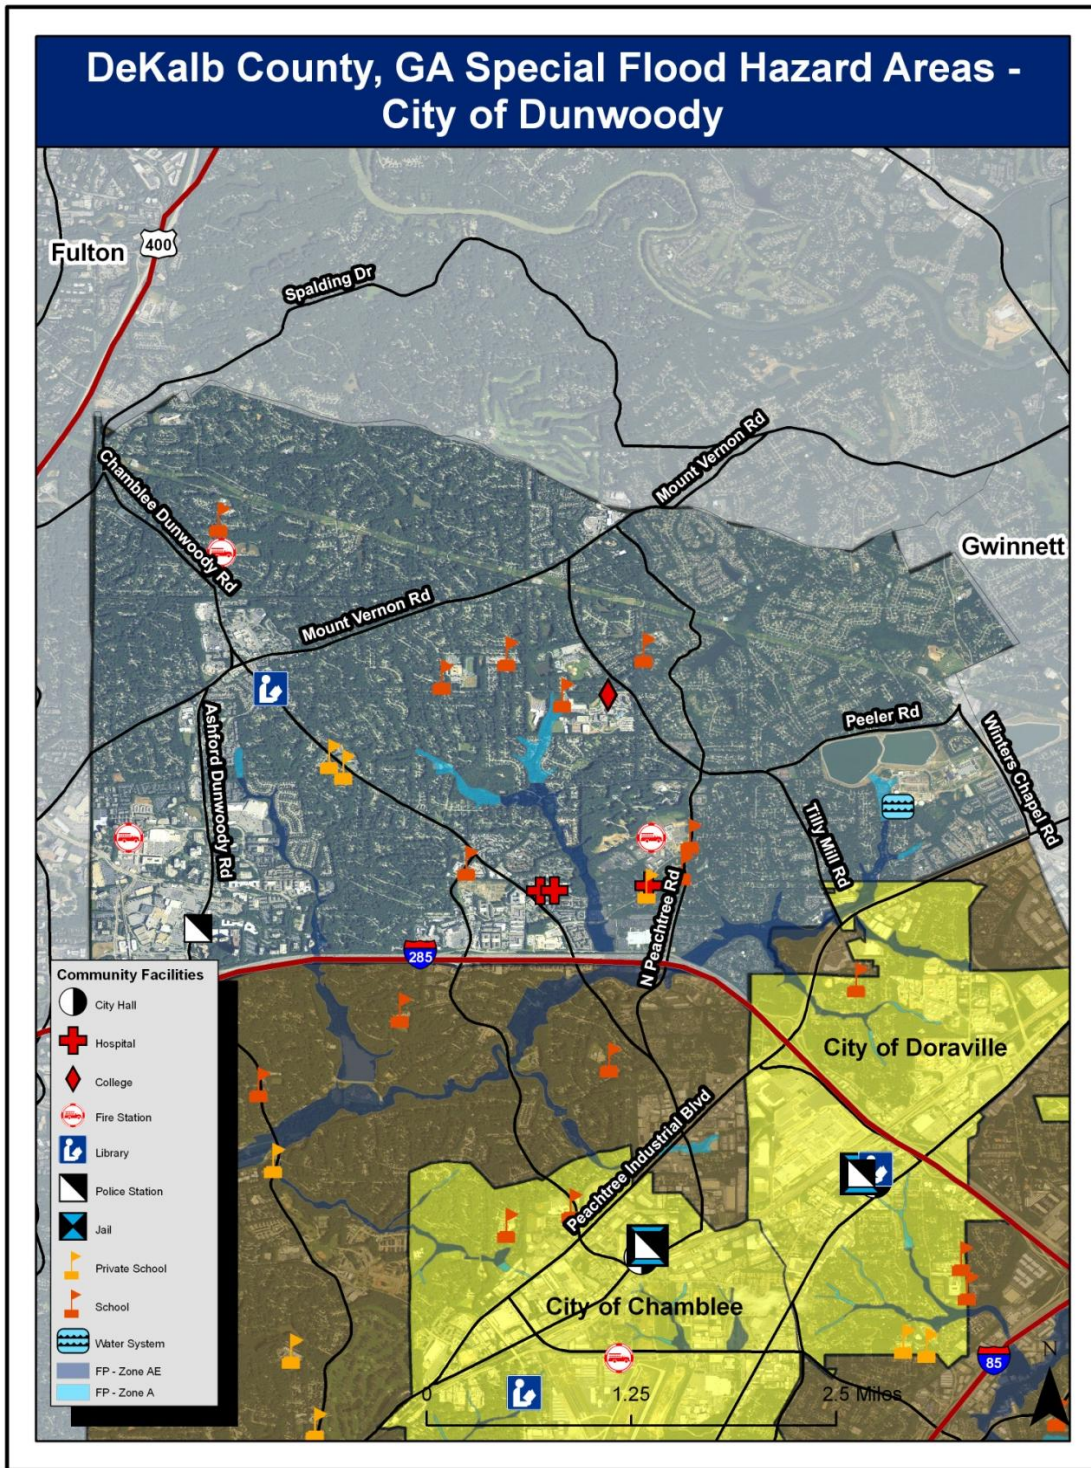 DeKalb County, GA Special Flood Hazard Areas -
City of Dunwoody
Fulton
400
Spalding Dr
Mount Vernon Rd
Chamblee Dunwoody Rd
Gwinnett
Mount Vernon Rd
Ashford Dunwoody Rd
Peeler Rd
Winters Chapel Rd
Tilly Mill Rd
N Peachtree Rd
285
City of Doraville
Peachtree Industrial Blvd
City of Chamblee
85
Community Facilities
City Hall
Hospital
College
Fire Station
Library
Police Station
Jail
Private School
School
Water System
FP - Zone AE
FP - Zone A
0
1.25
2.5 Miles
N